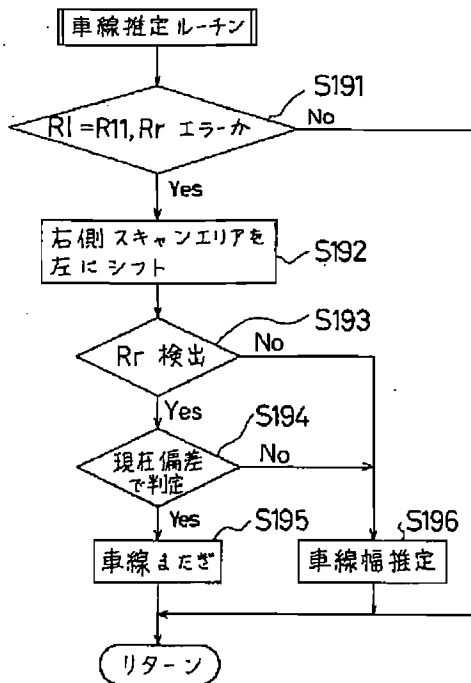 車線推定ルーチン
S191
Rl=R11,Rr エラーか
No
Yes
右側スキャンエリアを
左にシフト
S192
S193
Rr 検出
No
Yes
S194
現在偏差
で判定
No
Yes
S195
S196
車線またぎ
車線幅推定
リターン